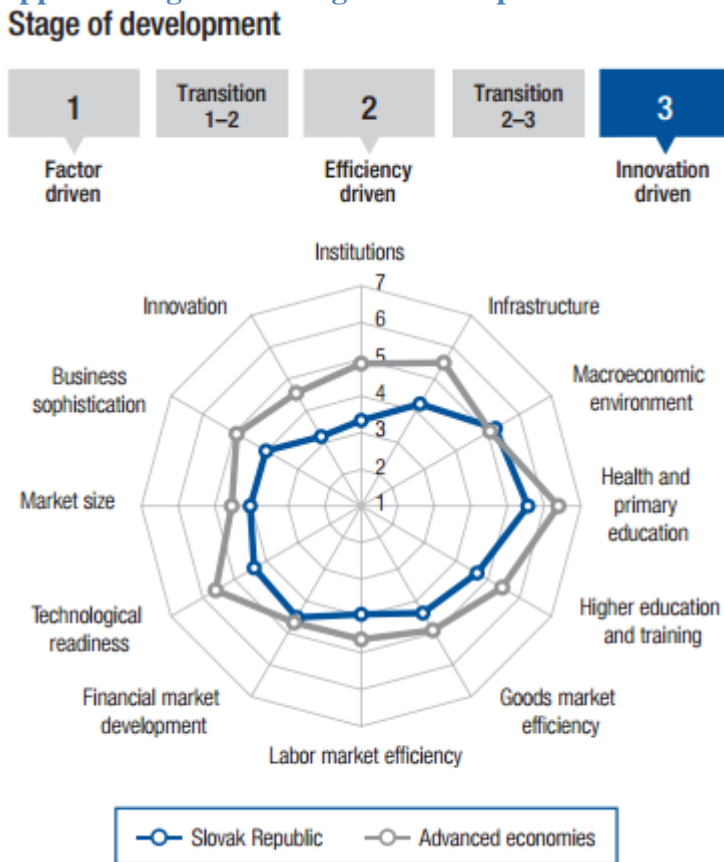 Stage of development
1
Transition
1–2
2
Transition
2–3
3
Factor
driven
Efficiency
driven
Innovation
driven
Institutions
7
6
5
4
3
2
1
Innovation
Infrastructure
Business
sophistication
Macroeconomic
environment
Market size
Health and
primary
education
Technological
readiness
Higher education
and training
Financial market
development
Goods market
efficiency
Labor market efficiency
Slovak Republic
Advanced economies